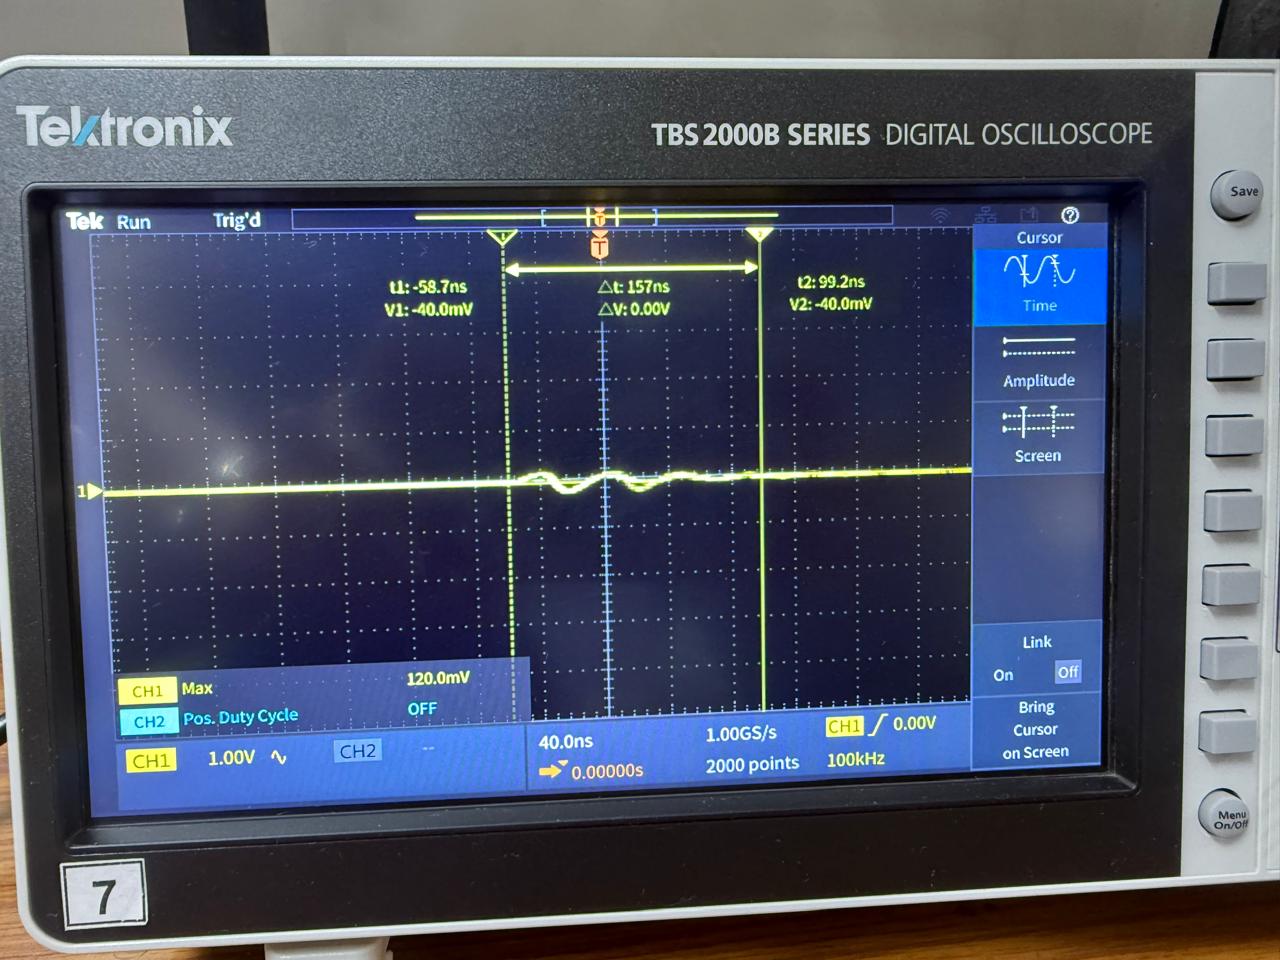 Tektronix
TBS 2000B SERIES DIGITAL OSCILLOSCOPE
Save
Tek Run Trig'd
T
?
Cursor
1
T
2
t1: -58.7ns
△t: 157ns
t2: 99.2ns
V1: -40.0mV
△V: 0.00V
V2: -40.0mV
Time
Amplitude
Screen
1
Link
On Off
Bring
Cursor
on Screen
CH1 Max 120.0mV
CH2 Pos. Duty Cycle OFF
CH1 1.00V ∿ CH2 --
40.0ns
0.00000s
1.00GS/s
2000 points
CH1 0.00V
100kHz
Menu
On/Off
7